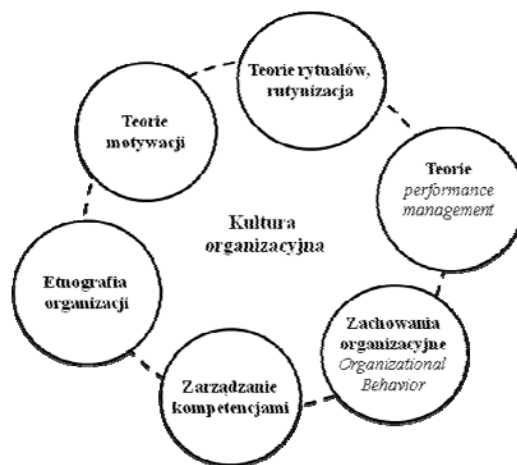 Teorie rytuałów,
rutynizacja
Teorie
motywacji
Teorie
performance
management
Kultura
organizacyjna
Etnografia
organizacji
Zachowania
organizacyjne
Organizational
Behavior
Zarządzanie
kompetencjami